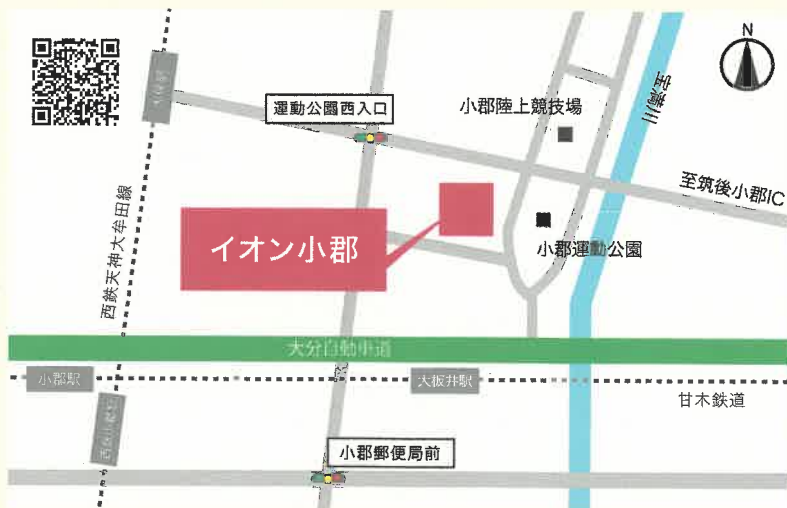 N
運動公園西入口
小郡陸上競技場
宝満川
至筑後小郡IC
イオン小郡
小郡運動公園
西鉄天神大牟田線
大分自動車道
小郡駅
大板井駅
甘木鉄道
小郡郵便局前